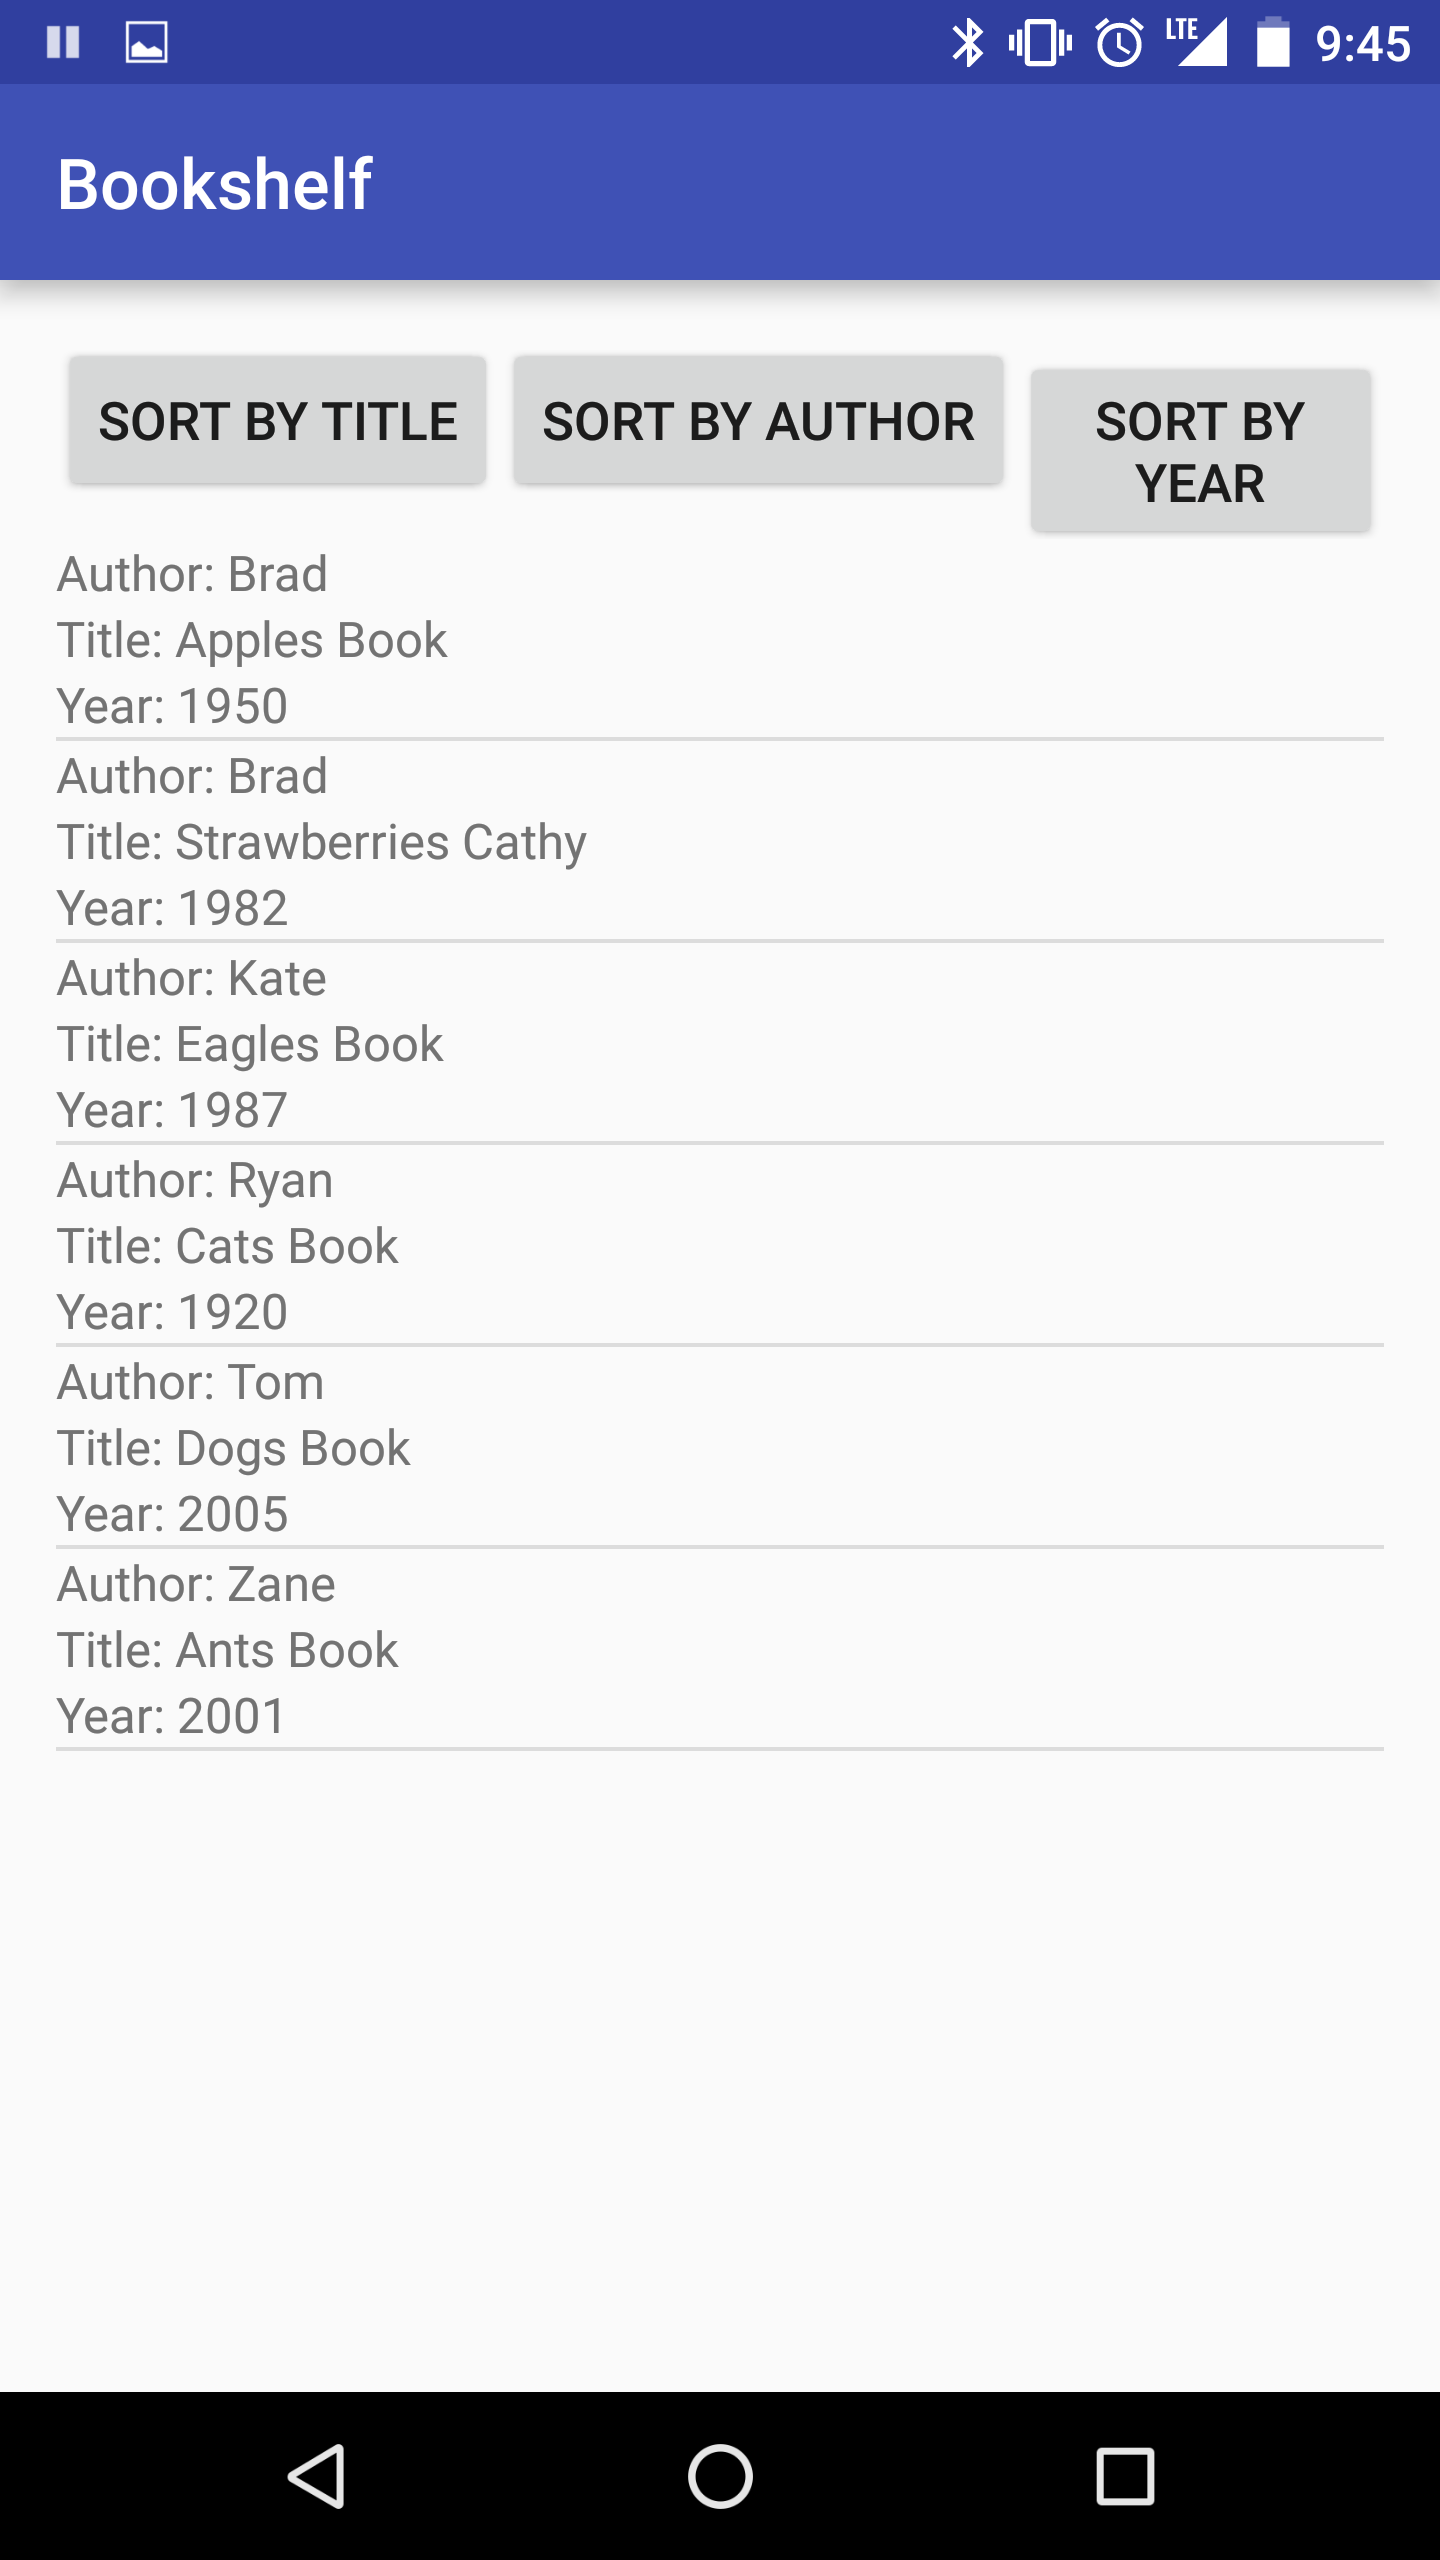 LTE 9:45
Bookshelf
SORT BY TITLE SORT BY AUTHOR SORT BY
YEAR
Author: Brad
Title: Apples Book
Year: 1950
Author: Brad
Title: Strawberries Cathy
Year: 1982
Author: Kate
Title: Eagles Book
Year: 1987
Author: Ryan
Title: Cats Book
Year: 1920
Author: Tom
Title: Dogs Book
Year: 2005
Author: Zane
Title: Ants Book
Year: 2001